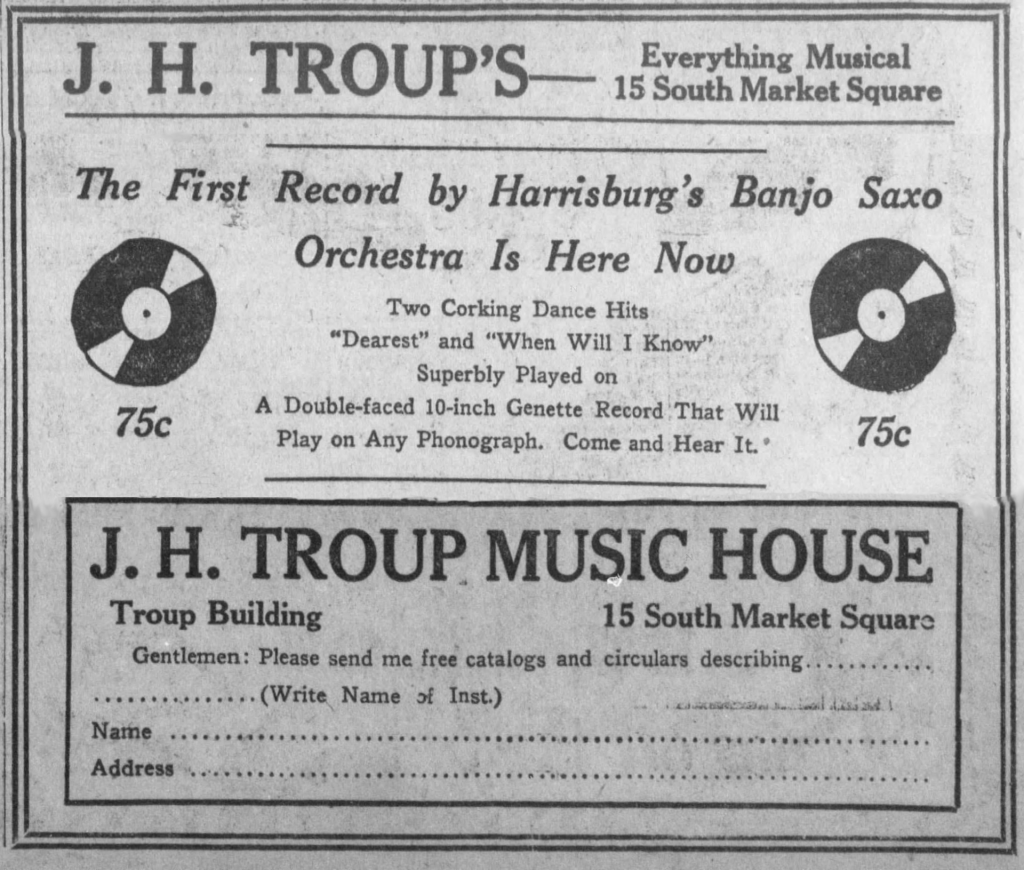 J. H. TROUP'S—
Everything Musical
15 South Market Square
The First Record by Harrisburg's Banjo Saxo
Orchestra Is Here Now
Two Corking Dance Hits
"Dearest" and "When Will I Know"
Superbly Played on
A Double-faced 10-inch Genette Record That Will
Play on Any Phonograph. Come and Hear It.
75c
75c
J. H. TROUP MUSIC HOUSE
Troup Building
15 South Market Square
Gentlemen: Please send me free catalogs and circulars describing............
...............(Write Name of Inst.)
Name ............................................................
Address ............................................................